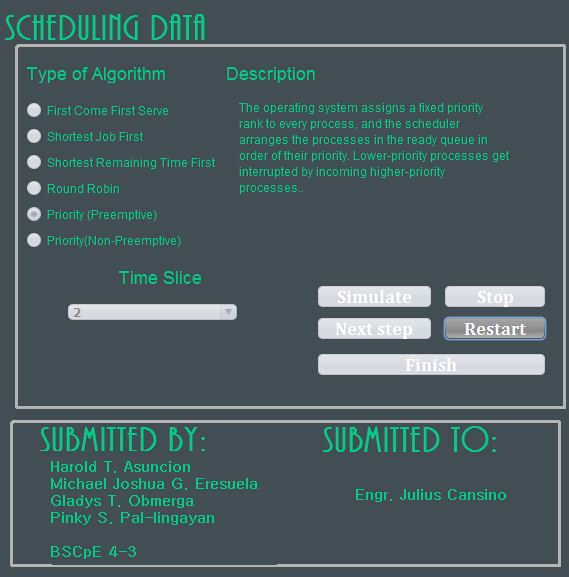 SCHEDULING DATA
Type of Algorithm
First Come First Serve
Shortest Job First
Shortest Remaining Time First
Round Robin
Priority (Preemptive)
Priority(Non-Preemptive)
Description
The operating system assigns a fixed priority
rank to every process, and the scheduler
arranges the processes in the ready queue in
order of their priority. Lower-priority processes get
interrupted by incoming higher-priority
processes..
Time Slice
2
Simulate
Stop
Next step
Restart
Finish
SUBMITTED BY:
Harold T. Asuncion
Michael Joshua G. Eresuela
Gladys T. Obmerga
Pinky S. Pal-lingayan
BSCpE 4-3
SUBMITTED TO:
Engr. Julius Cansino